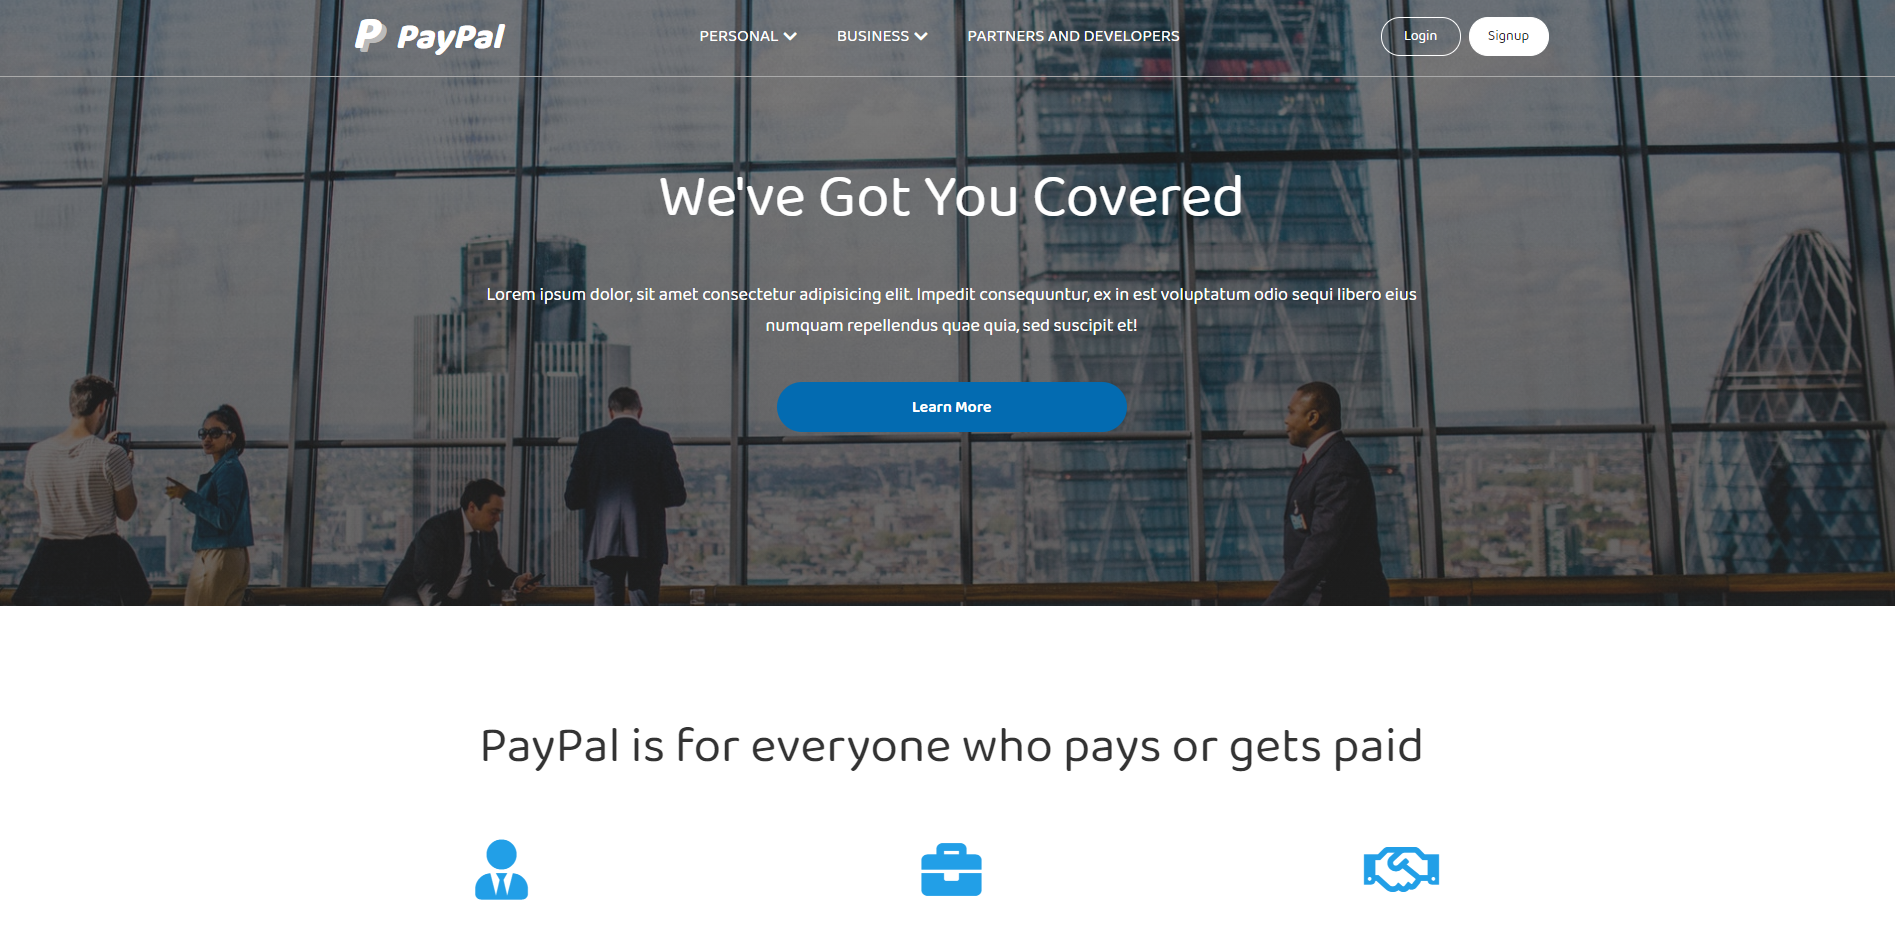 PayPal
PERSONAL
BUSINESS
PARTNERS AND DEVELOPERS
Login
Signup
We've Got You Covered
Lorem ipsum dolor, sit amet consectetur adipisicing elit. Impedit consequuntur, ex in est voluptatum odio sequi libero eius
numquam repellendus quae quia, sed suscipit et!
Learn More
PayPal is for everyone who pays or gets paid